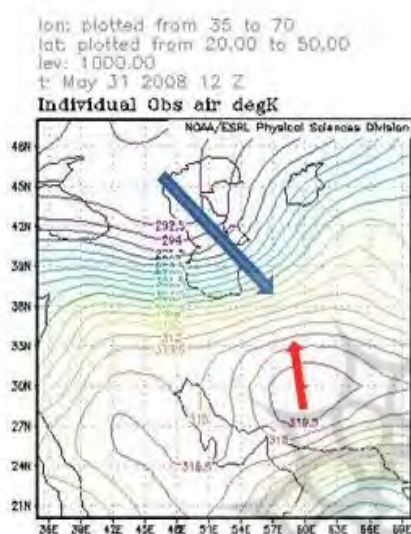 lon: plotted from 35 to 70
lat: plotted from 20.00 to 50.00
lev: 1000.00
t: May 31 2008 12 Z
Individual Obs air degK
NOAA/ESRL Physical Sciences Division
48N
45N
42N
39N
36N
33N
30N
27N
24N
21N
292.5
294
315
319.5
315
316.5
36E 39E 42E 45E 48E 51E 54E 57E 60E 63E 66E 69E